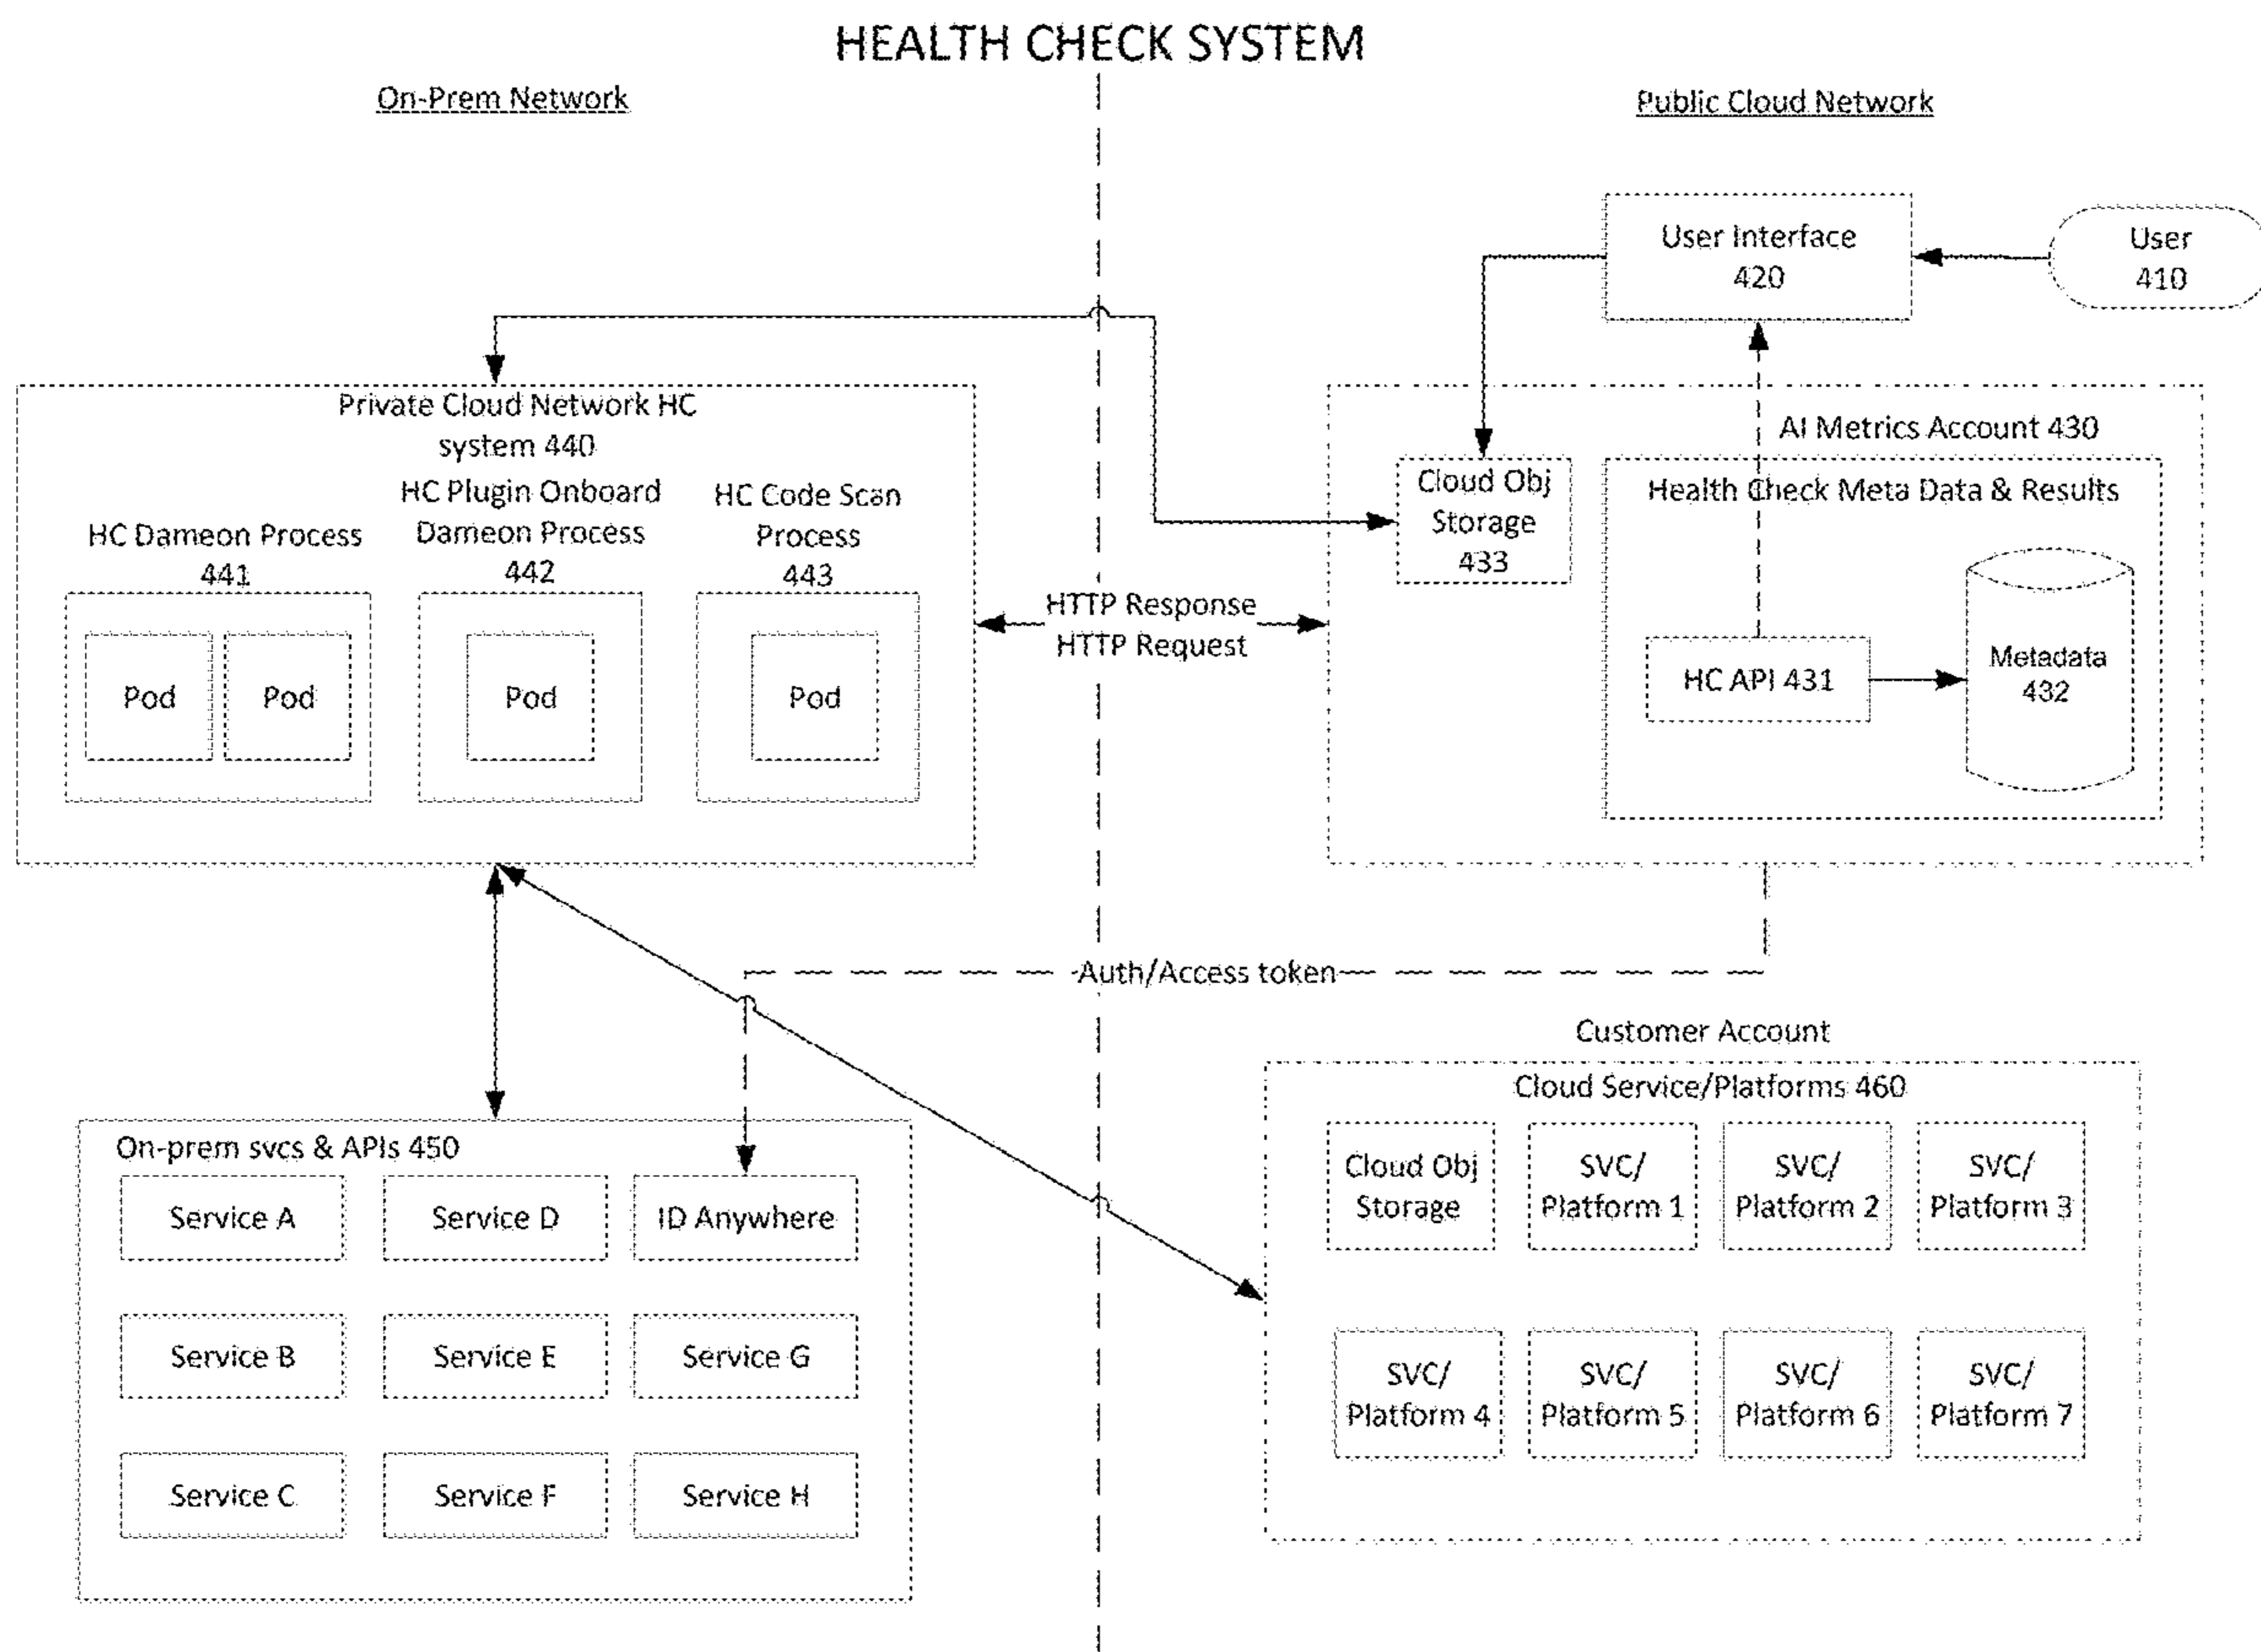 HEALTH CHECK SYSTEM
On-Prem Network
Public Cloud Network
User Interface
420
User
410
Private Cloud Network HC
system 440
HC Dameon Process
441
HC Plugin Onboard
Dameon Process
442
HC Code Scan
Process
443
Pod
Pod
Pod
Pod
HTTP Response
HTTP Request
AI Metrics Account 430
Cloud Obj
Storage
433
Health Check Meta Data & Results
HC API 431
Metadata
432
Auth/Access token
On-prem svcs & APIs 450
Service A
Service D
ID Anywhere
Service B
Service E
Service G
Service C
Service F
Service H
Customer Account
Cloud Service/Platforms 460
Cloud Obj
Storage
SVC/
Platform 1
SVC/
Platform 2
SVC/
Platform 3
SVC/
Platform 4
SVC/
Platform 5
SVC/
Platform 6
SVC/
Platform 7